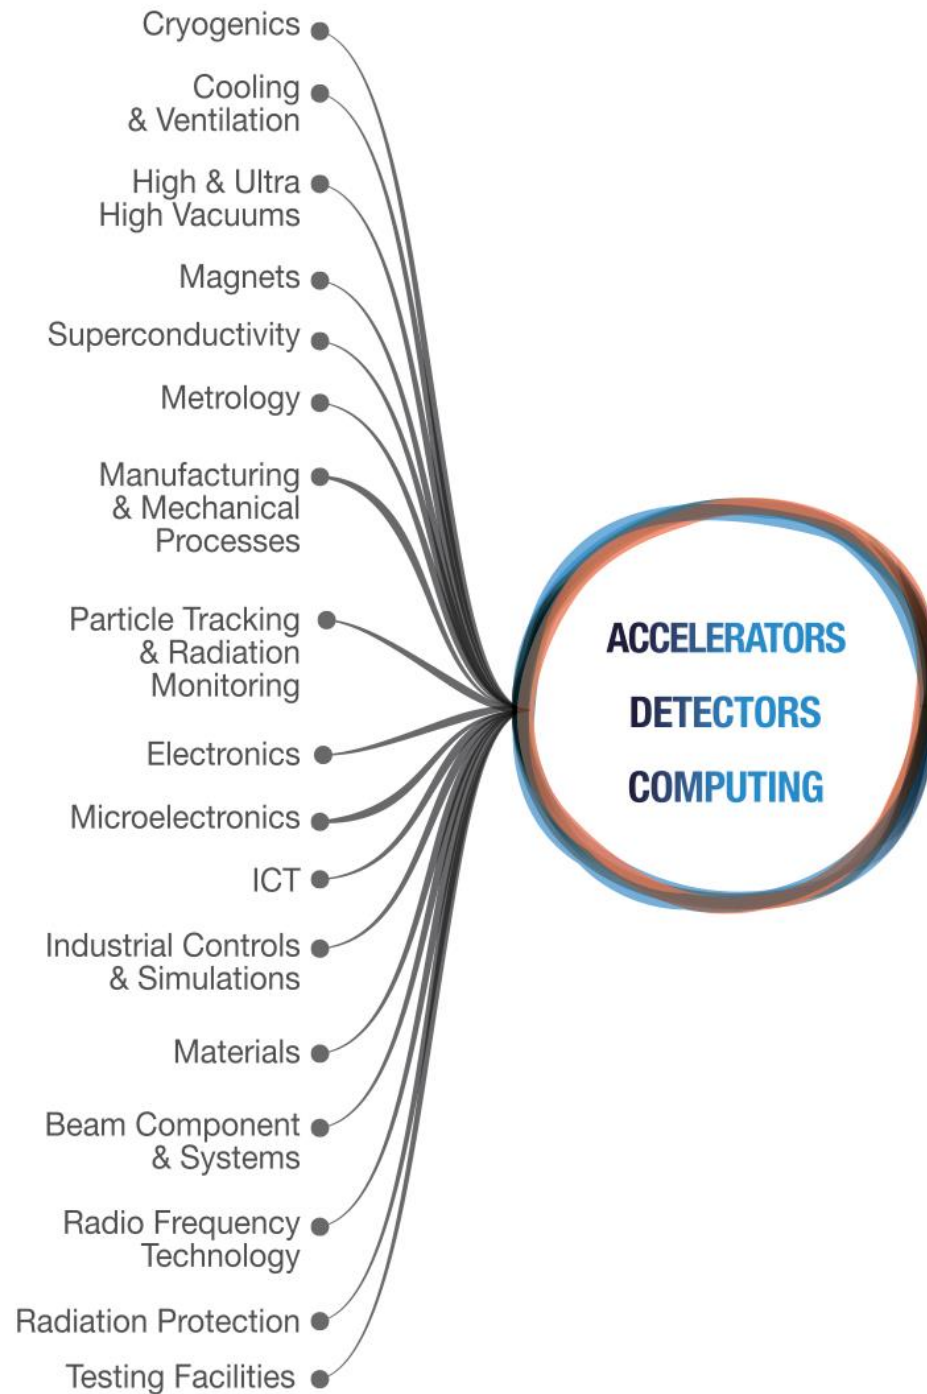 Cryogenics
Cooling
& Ventilation
High & Ultra
High Vacuums
Magnets
Superconductivity
Metrology
Manufacturing
& Mechanical
Processes
Particle Tracking
& Radiation
Monitoring
Electronics
Microelectronics
ICT
Industrial Controls
& Simulations
Materials
Beam Component
& Systems
Radio Frequency
Technology
Radiation Protection
Testing Facilities
ACCELERATORS
DETECTORS
COMPUTING